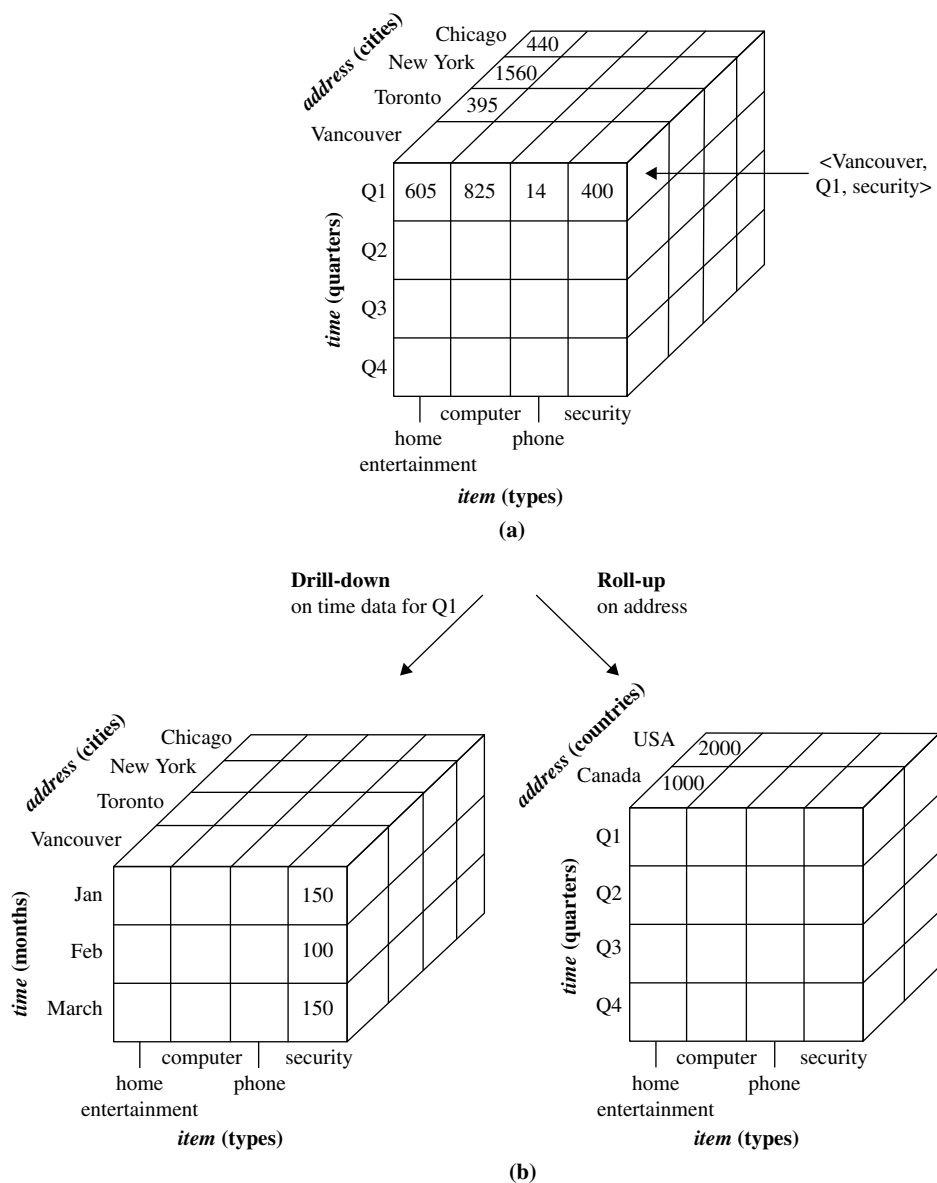 address (cities)
Chicago
New York
Toronto
Vancouver
440
1560
395
Q1
605
825
14
400
<Vancouver,
Q1, security>
time (quarters)
Q2
Q3
Q4
computer
security
home
entertainment
phone
item (types)
(a)
Drill-down
on time data for Q1
Roll-up
on address
address (cities)
Chicago
New York
Toronto
Vancouver
time (months)
Jan
150
Feb
100
March
150
computer
security
home
entertainment
phone
item (types)
address (countries)
USA
2000
Canada
1000
time (quarters)
Q1
Q2
Q3
Q4
computer
security
home
entertainment
phone
item (types)
(b)